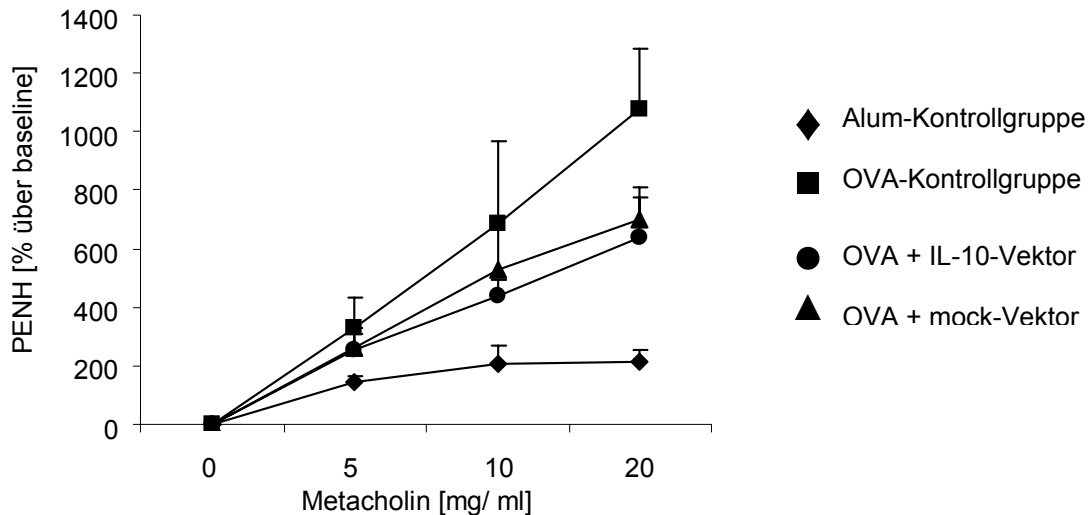 1400
1200
1000
800
600
400
200
0
PENH [% über baseline]
0 5 10 20
Metacholin [mg/ ml]
Alum-Kontrollgruppe
OVA-Kontrollgruppe
OVA + IL-10-Vektor
OVA + mock-Vektor